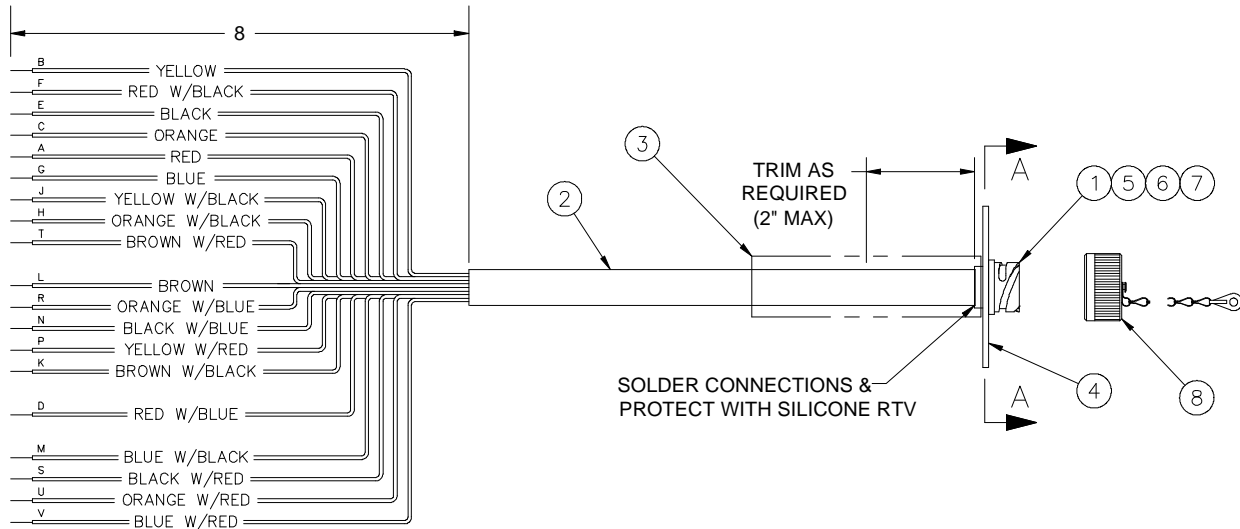 8
B YELLOW
F RED W/BLACK
E BLACK
C ORANGE
A RED
G BLUE
J YELLOW W/BLACK
H ORANGE W/BLACK
T BROWN W/RED
L BROWN
R ORANGE W/BLUE
N BLACK W/BLUE
P YELLOW W/RED
K BROWN W/BLACK
D RED W/BLUE
M BLUE W/BLACK
S BLACK W/RED
U ORANGE W/RED
V BLUE W/RED
2
3
TRIM AS
REQUIRED
(2" MAX)
A
1 5 6 7
SOLDER CONNECTIONS &
PROTECT WITH SILICONE RTV
A
4
8